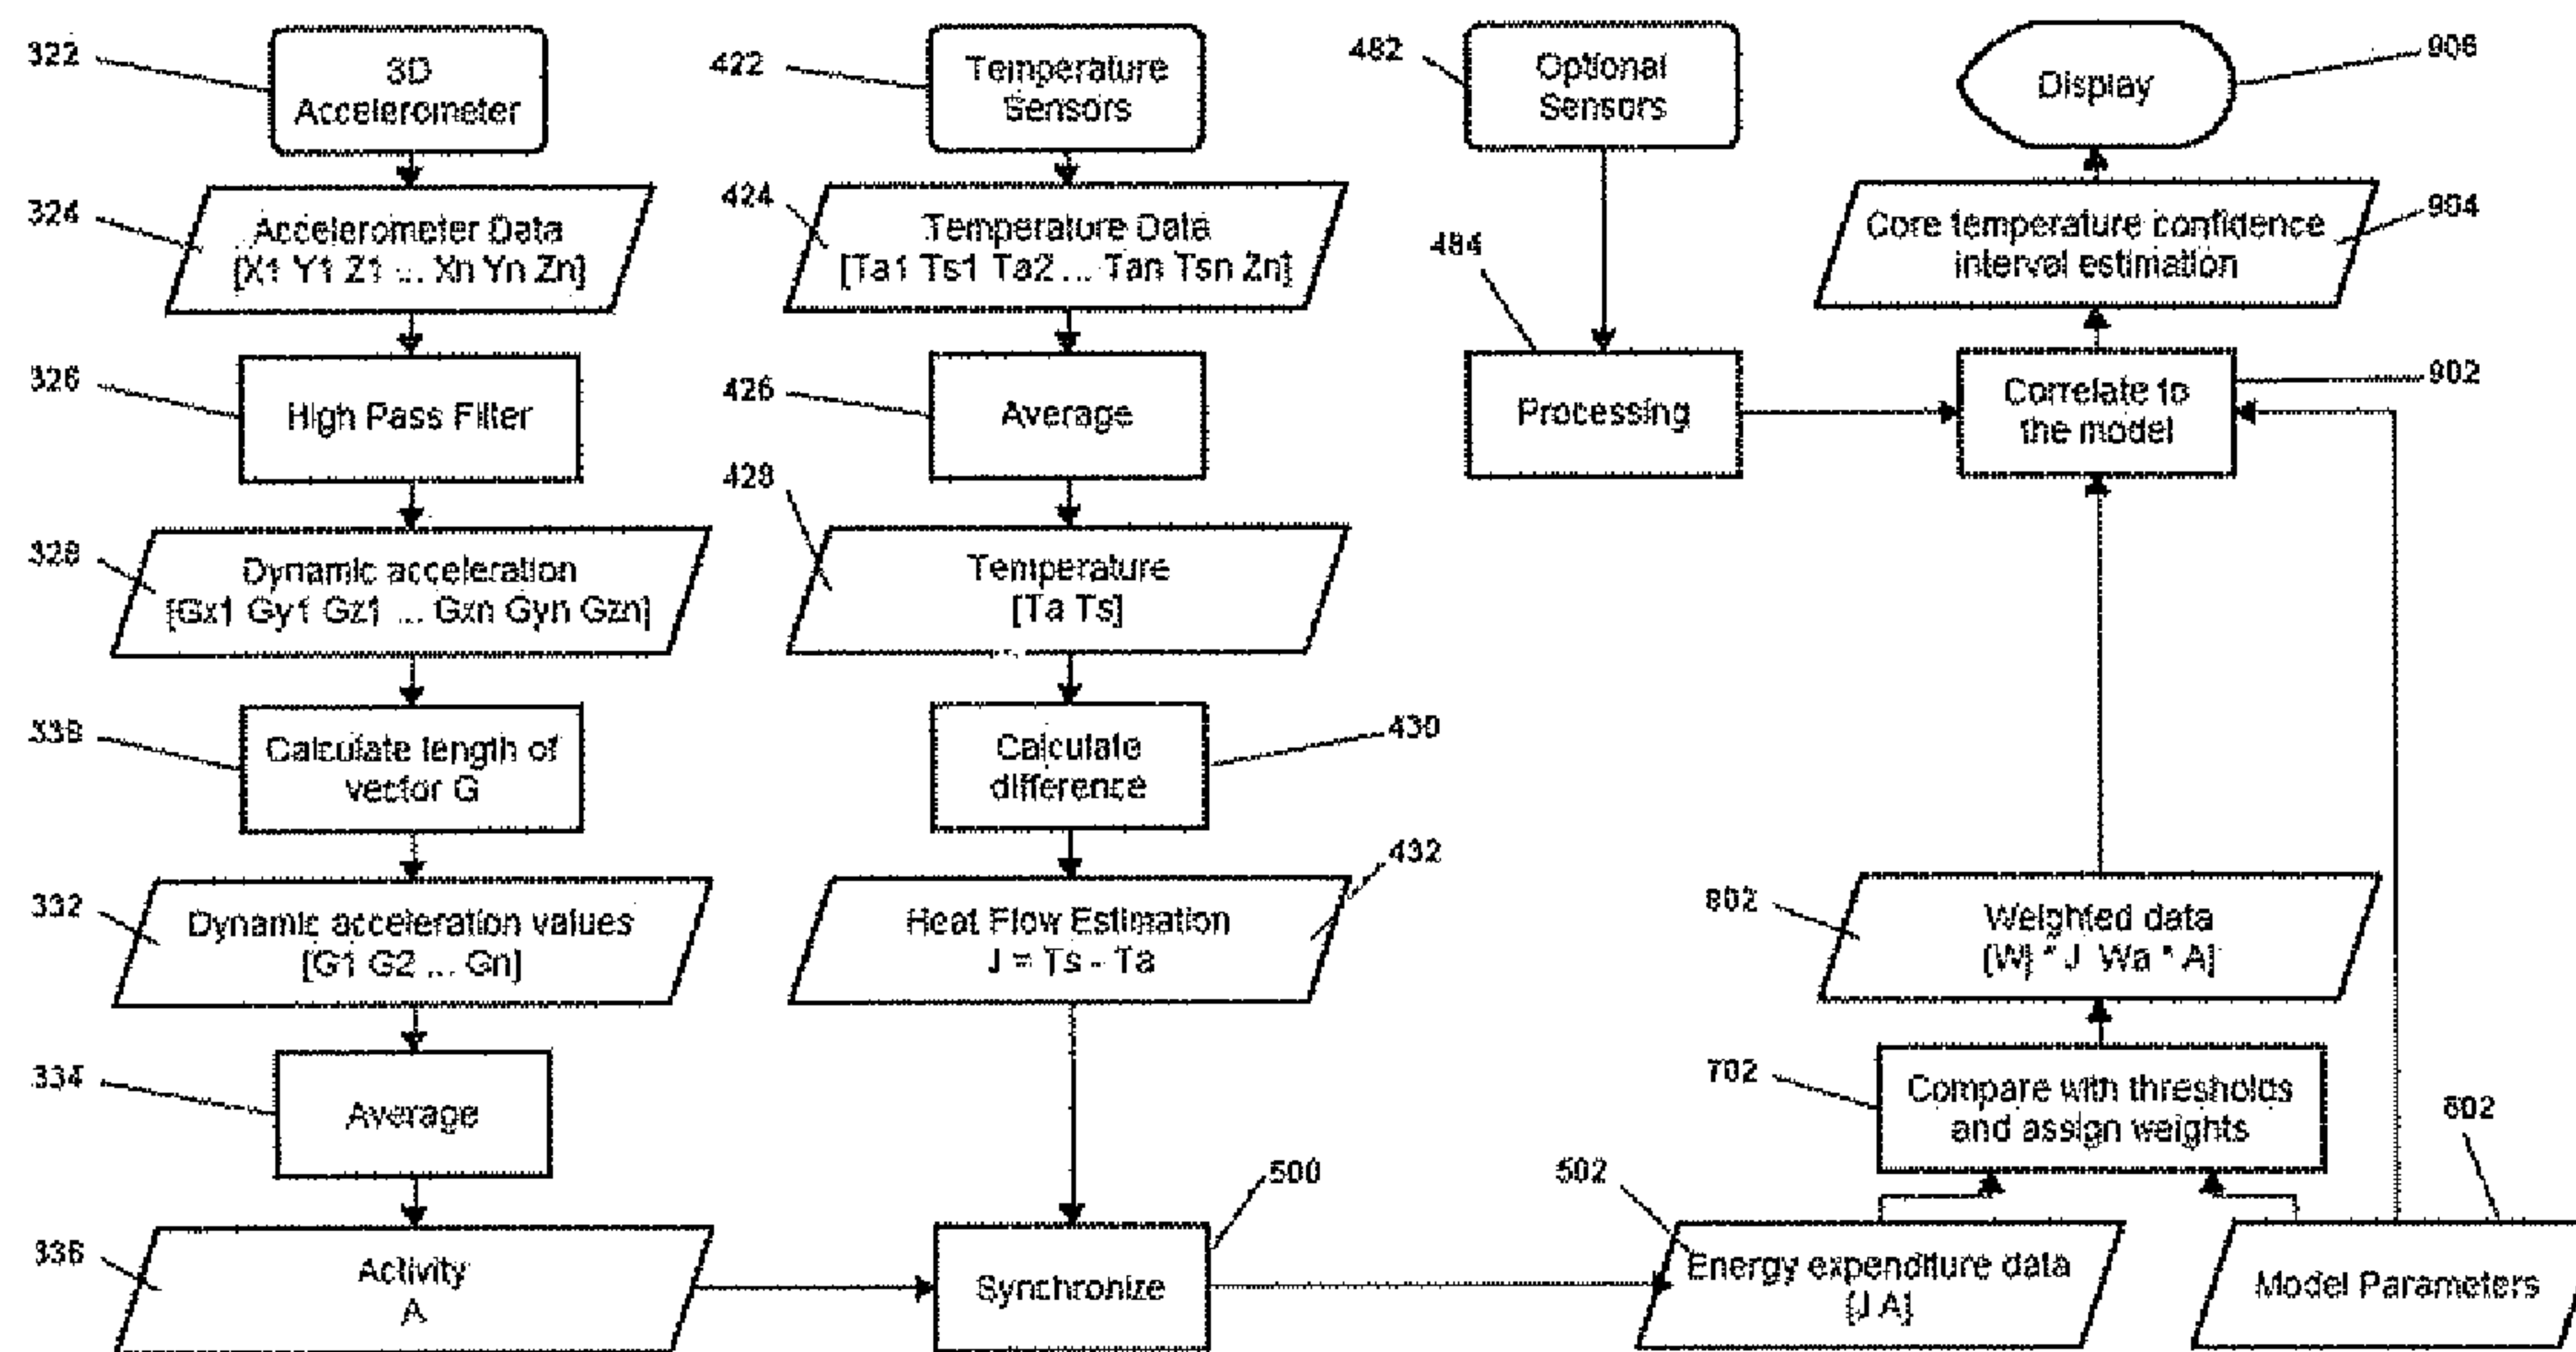 322
3D
Accelerometer
324
Accelerometer Data
[X1 Y1 Z1 ... Xn Yn Zn]
326
High Pass Filter
328
Dynamic acceleration
[Gx1 Gy1 Gz1 ... Gxn Gyn Gzn]
330
Calculate length of
vector G
332
Dynamic acceleration values
[G1 G2 ... Gn]
334
Average
336
Activity
A
422
Temperature
Sensors
424
Temperature Data
[Ta1 Ts1 Ta2 ... Tan Tsn Zn]
426
Average
428
Temperature
[Ta Ts]
430
Calculate
difference
432
Heat Flow Estimation
J = Ts - Ta
500
Synchronize
482
Optional
Sensors
484
Processing
906
Display
904
Core temperature confidence
interval estimation
902
Correlate to
the model
802
Weighted data
[Wj * J Wa * A]
702
Compare with thresholds
and assign weights
502
Energy expenditure data
[J A]
602
Model Parameters